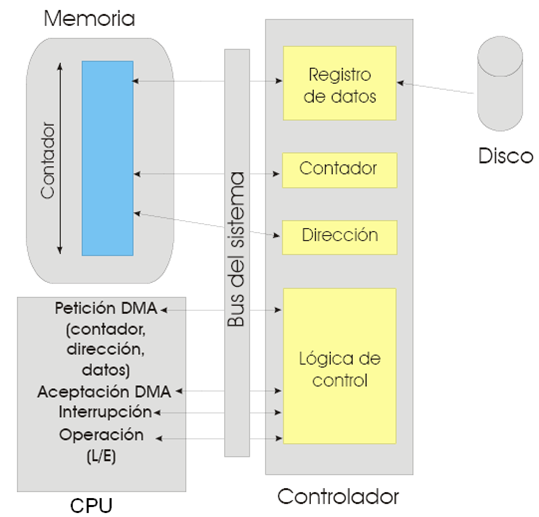 Memoria
Contador
Bus del sistema
Registro
de datos
Contador
Dirección
Lógica de
control
Disco
Petición DMA
(contador,
dirección,
datos)
Aceptación DMA
Interrupción
Operación
(L/E)
CPU
Controlador